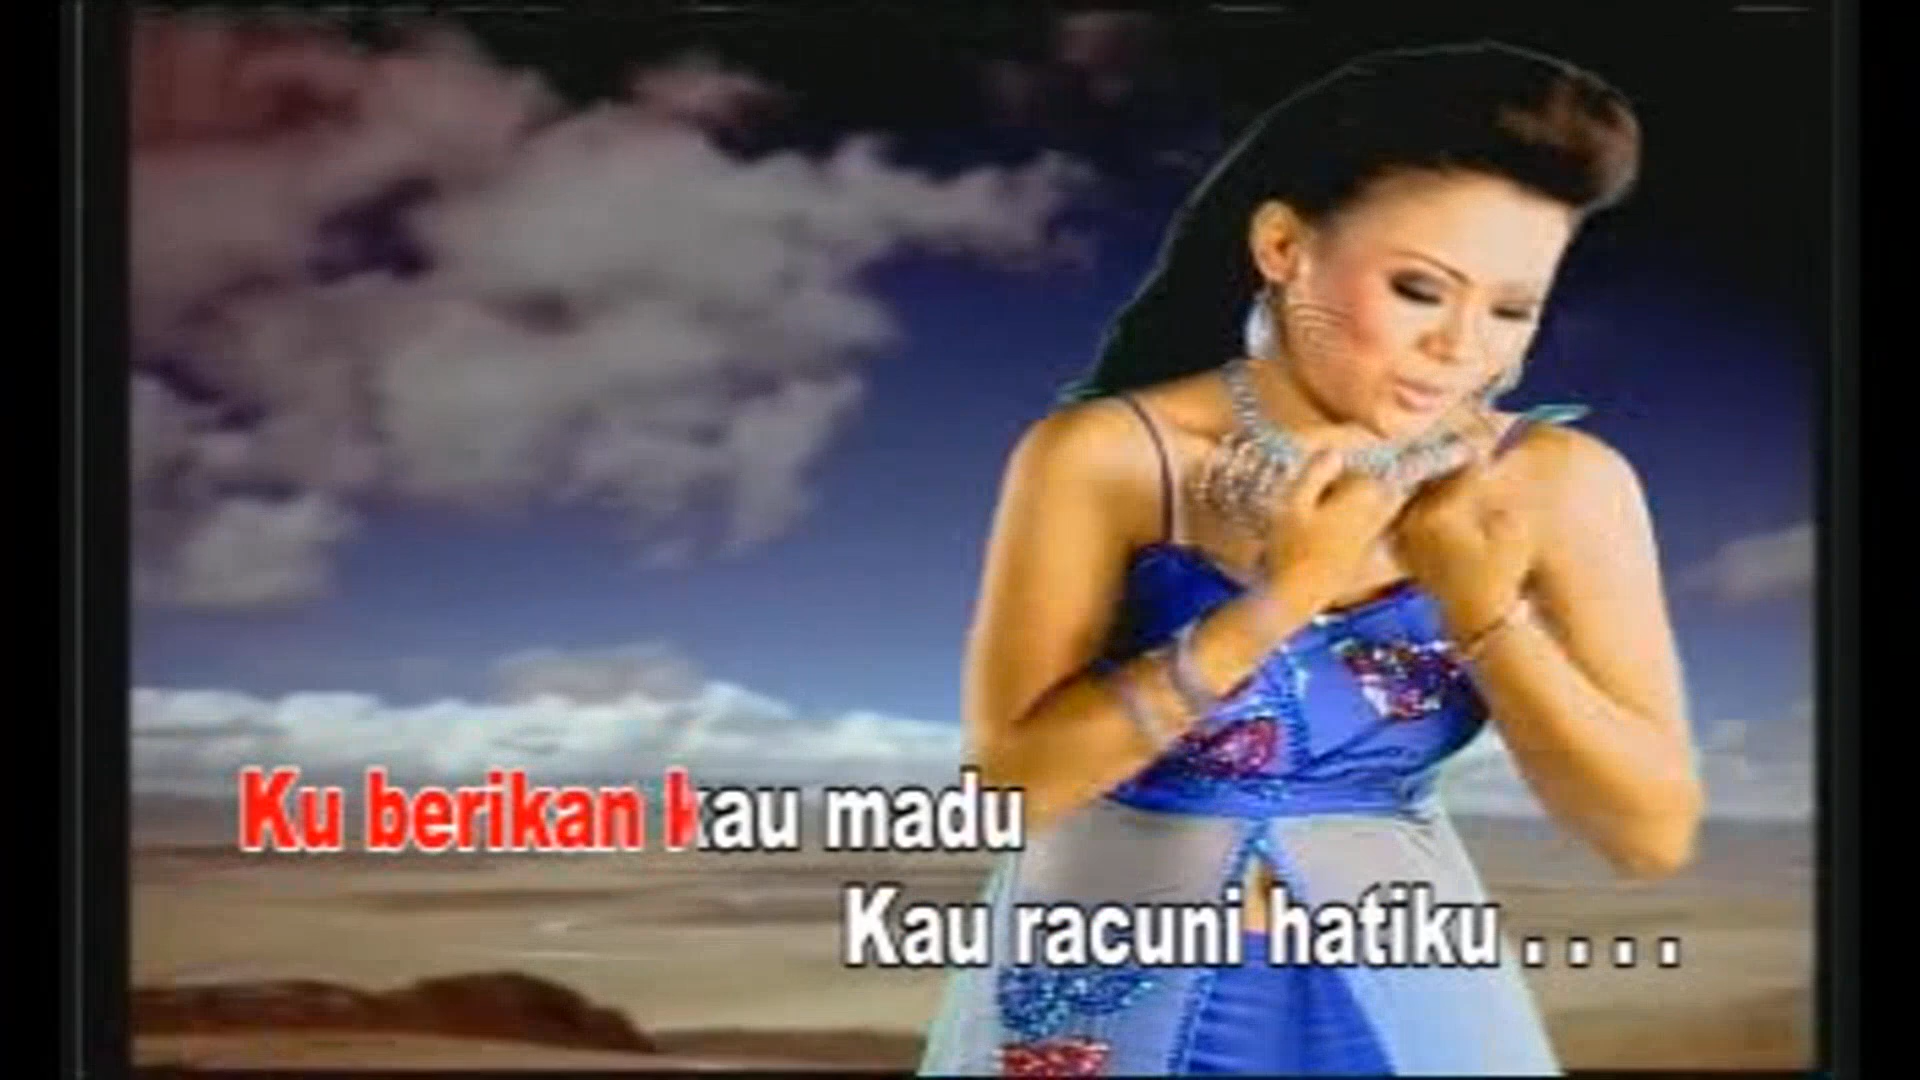 Ku berikan kau madu
Kau racuni hatiku . . . .